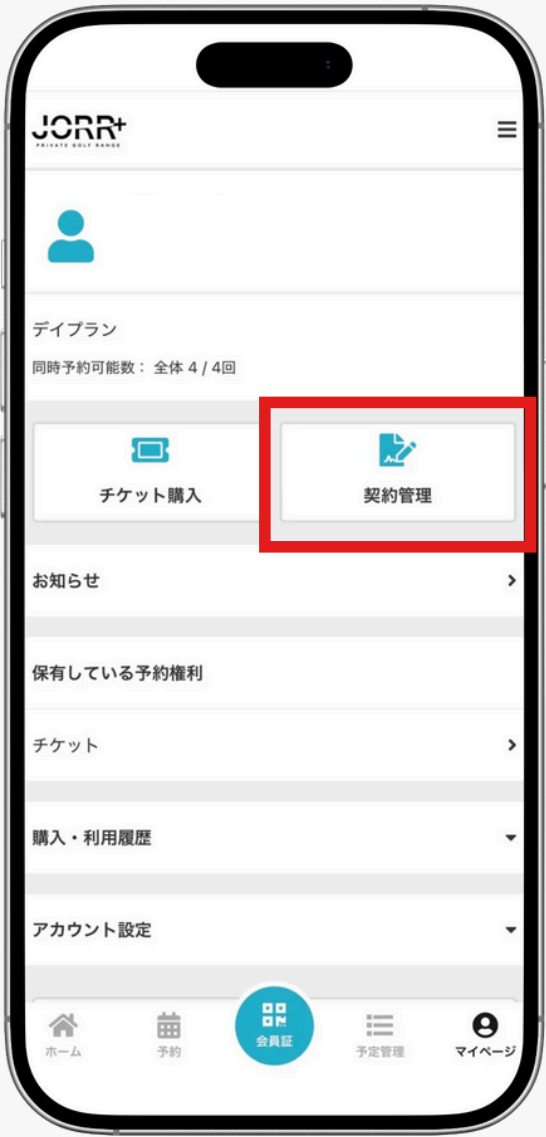 JORR+
PRIVATE GOLF RANGE
デイプラン
同時予約可能数： 全体 4 / 4回
チケット購入
契約管理
お知らせ
保有している予約権利
チケット
購入・利用履歴
アカウント設定
ホーム
予約
会員証
予定管理
マイページ